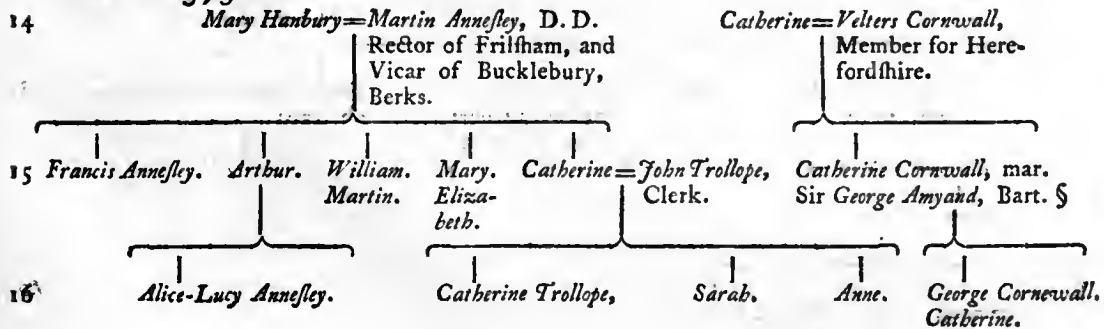 14 Mary Hanbury=Martin Anneſley, D. D. Catherine=Velters Cornwall,
Rector of Frilſham, and Member for Here-
Vicar of Bucklebury, fordſhire.
Berks.
15 Francis Anneſley. Arthur. William. Mary. Catherine=John Trollope, Catherine Cornwall, mar.
Martin. Eliza- Clerk. Sir George Amyand, Bart. §
beth.
16 Alice-Lucy Anneſley. Catherine Trollope, Sarah. Anne. George Cornewall.
Catherine.